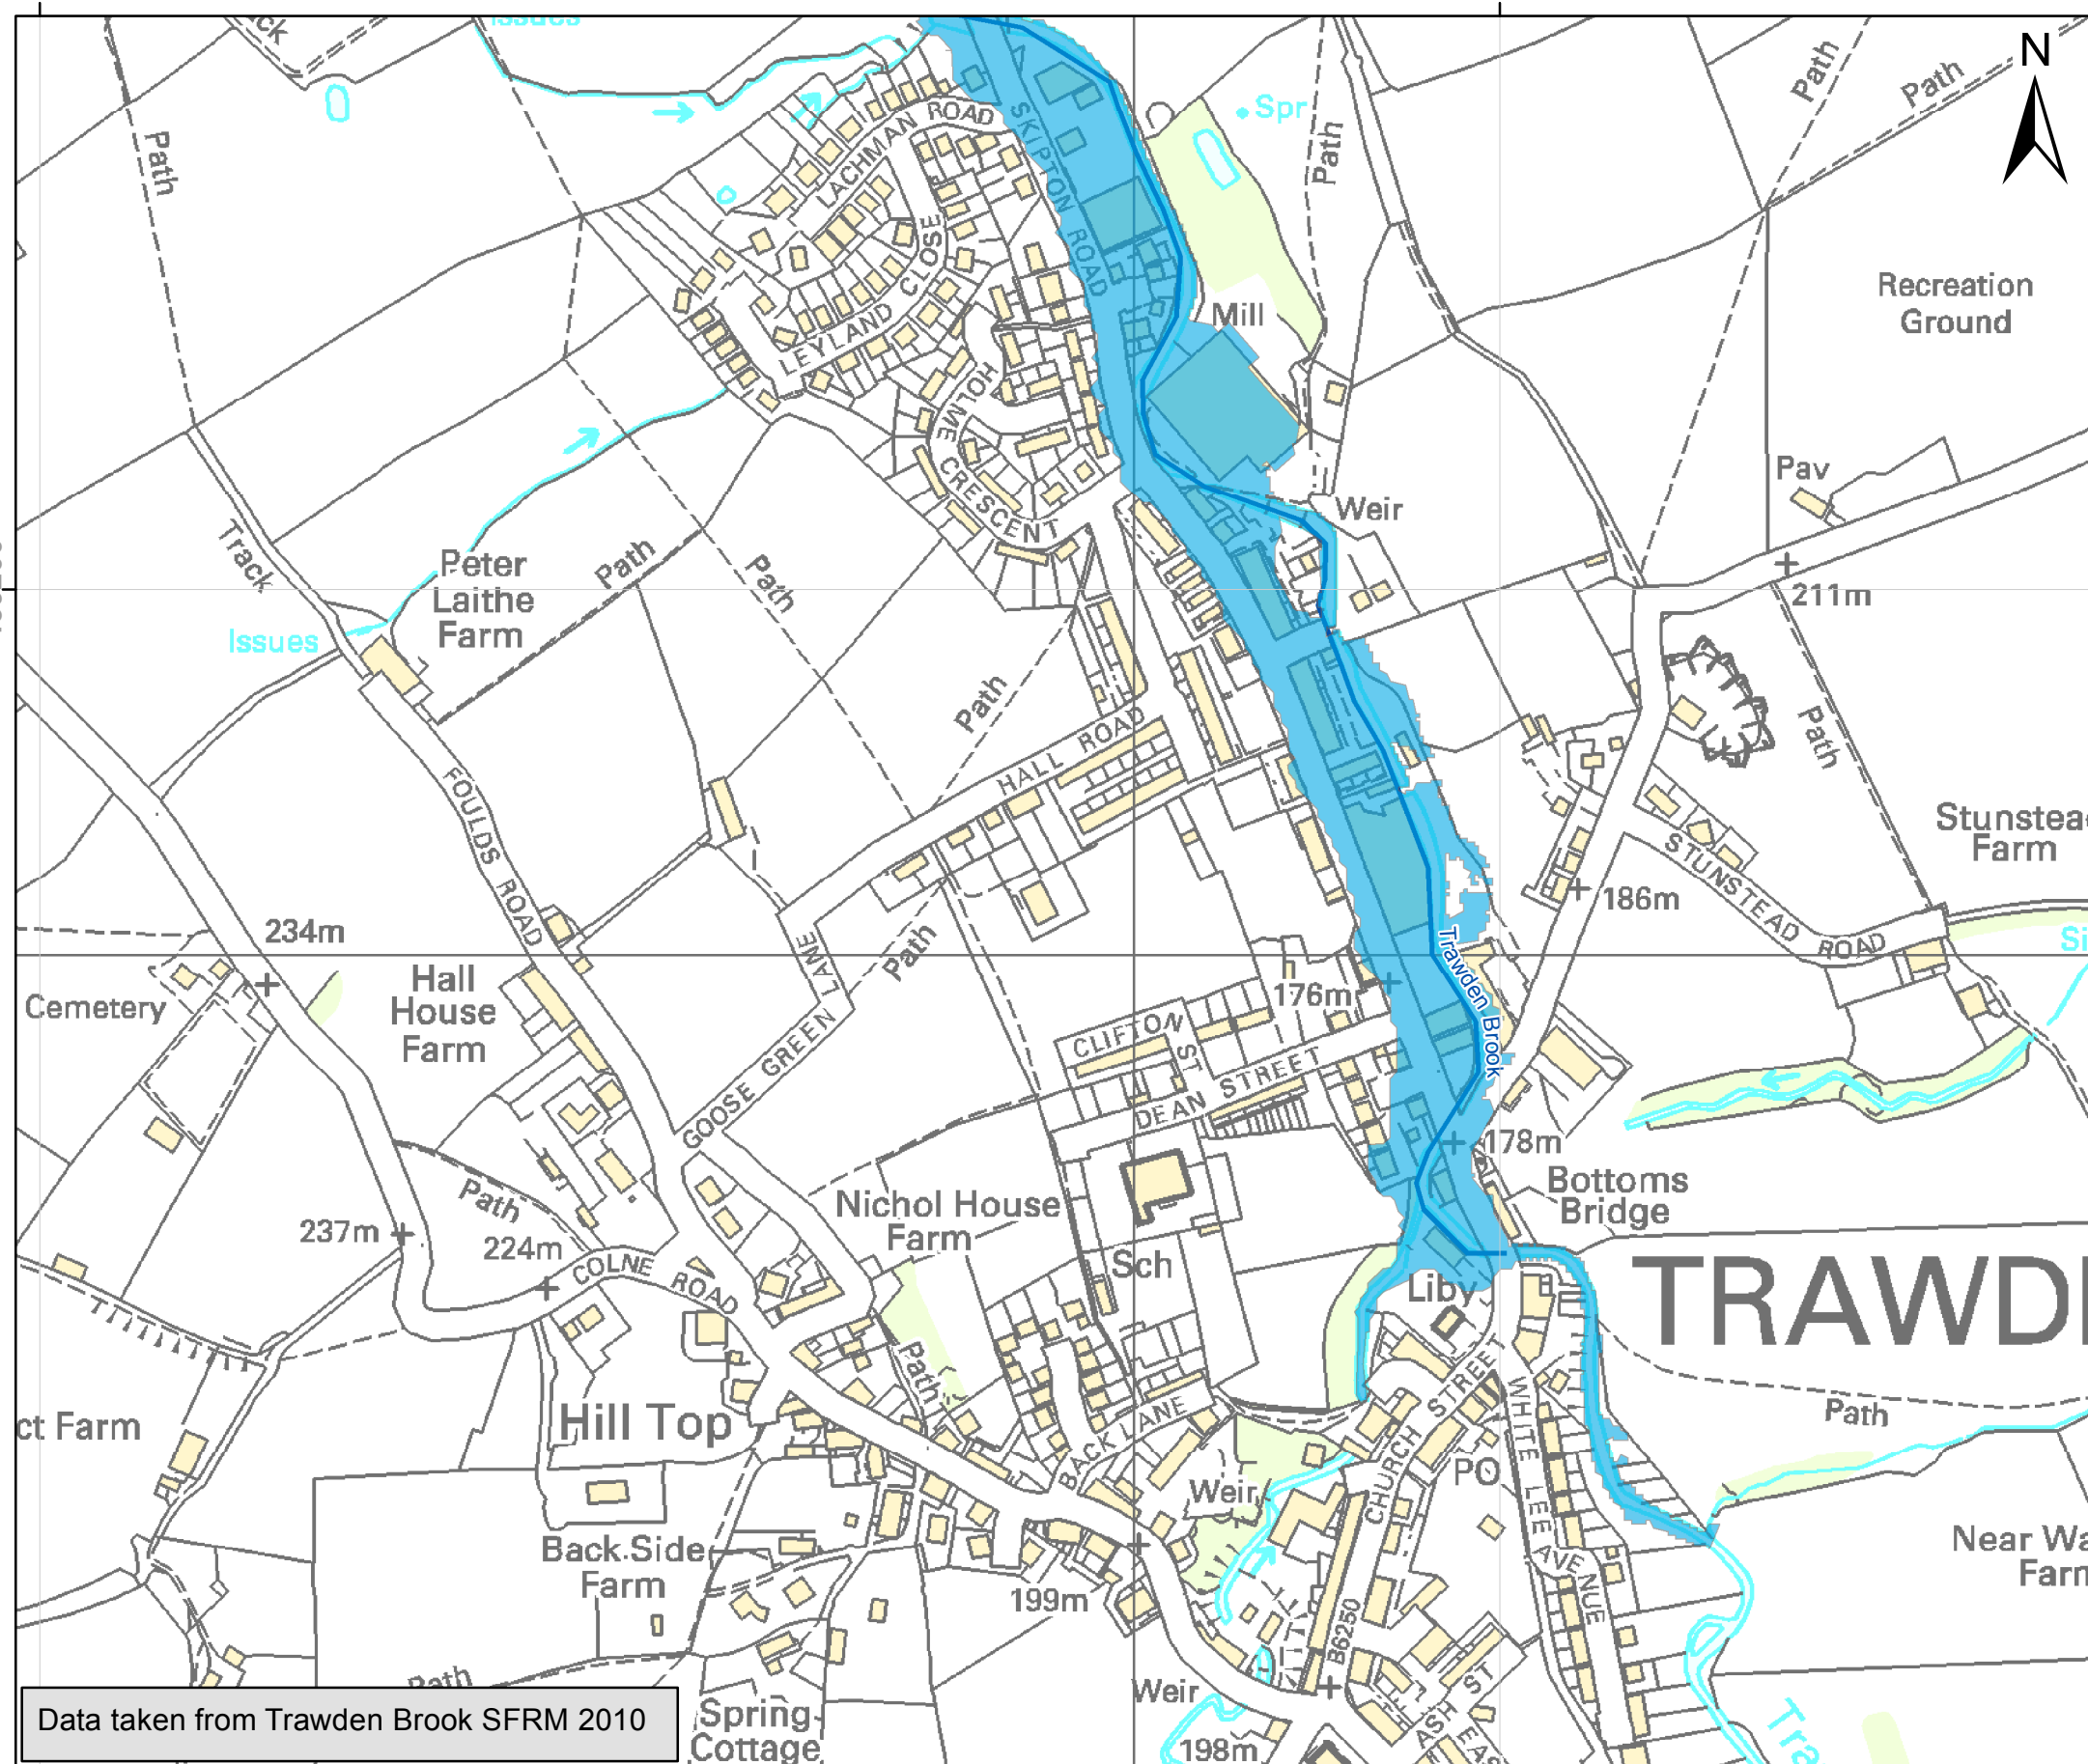 Issues
N
Path
Path
Spr
LACHMAN ROAD
SKIPTON ROAD
Path
Path
LEYLAND CLOSE
Mill
Recreation
Ground
HOLME CRESCENT
Pav
Weir
Track
Peter
Laithe
Farm
Path
Path
211m
Issues
Path
HALL ROAD
Path
FOULDS ROAD
Stunstea
Farm
STUNSTEAD ROAD
186m
234m
Hall
House
Farm
Cemetery
GOOSE GREEN LANE
Path
176m
Trawden Brook
CLIFTON ST
DEAN STREET
178m
Bottoms
Bridge
Path
Nichol House
Farm
237m
224m
COLNE ROAD
Sch
Liby
TRAWD
Path
Path
ct Farm
Hill Top
BACK LANE
CHURCH STREET
WHITE LEE AVENUE
PO
Weir
Back Side
Farm
Near Wa
Farm
199m
B6250
Path
Weir
ASH ST
Data taken from Trawden Brook SFRM 2010
Spring
Cottage
198m
Tra